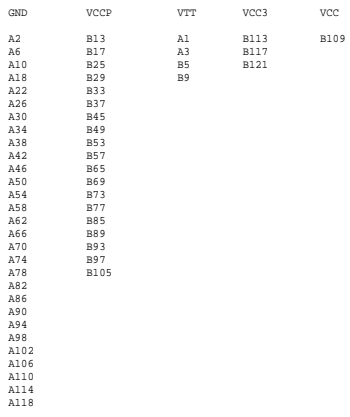 GND VCCP VTT VCC3 VCC
A2 B13 A1 B113 B109
A6 B17 A3 B117
A10 B25 B5 B121
A18 B29 B9
A22 B33
A26 B37
A30 B45
A34 B49
A38 B53
A42 B57
A46 B65
A50 B69
A54 B73
A58 B77
A62 B85
A66 B89
A70 B93
A74 B97
A78 B105
A82
A86
A90
A94
A98
A102
A106
A110
A114
A118